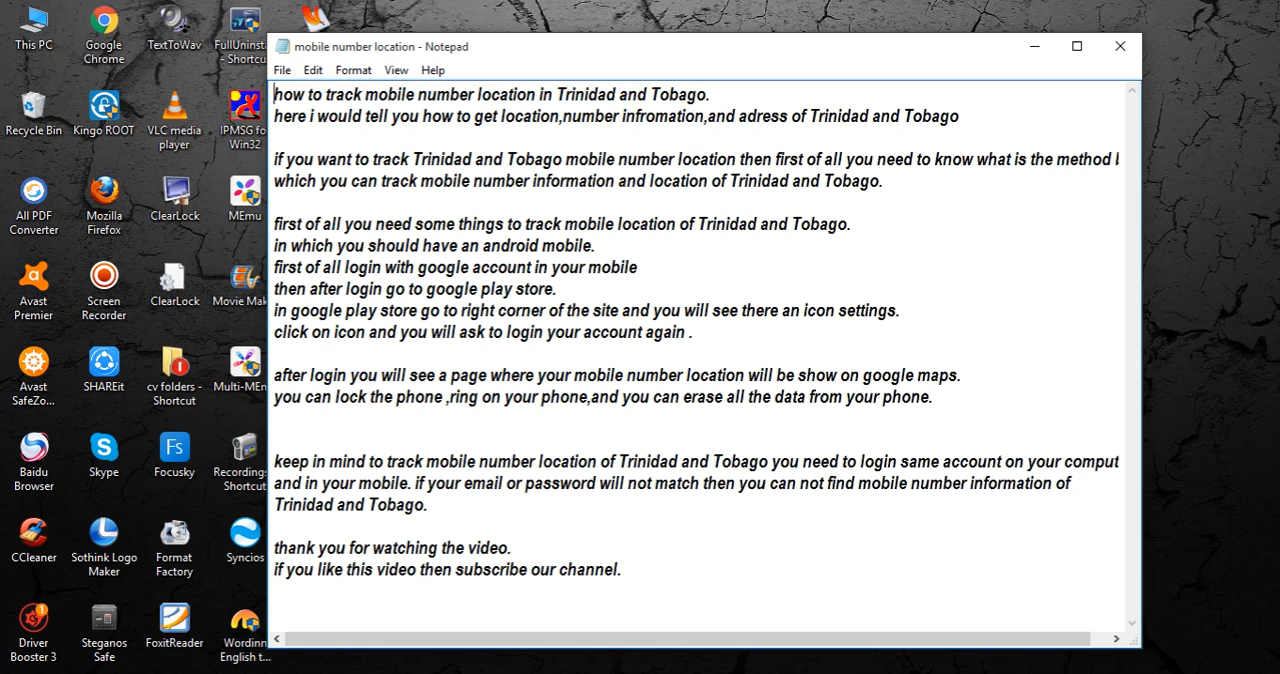 This PC
Google Chrome
TextToWav
FullUninst...
- Shortcu
mobile number location - Notepad
File Edit Format View Help
how to track mobile number location in Trinidad and Tobago.
here i would tell you how to get location,number infromation,and adress of Trinidad and Tobago
if you want to track Trinidad and Tobago mobile number location then first of all you need to know what is the method
which you can track mobile number information and location of Trinidad and Tobago.
first of all you need some things to track mobile location of Trinidad and Tobago.
in which you should have an android mobile.
first of all login with google account in your mobile
then after login go to google play store.
in google play store go to right corner of the site and you will see there an icon settings.
click on icon and you will ask to login your account again .
after login you will see a page where your mobile number location will be show on google maps.
you can lock the phone ,ring on your phone,and you can erase all the data from your phone.
keep in mind to track mobile number location of Trinidad and Tobago you need to login same account on your comput
and in your mobile. if your email or password will not match then you can not find mobile number information of
Trinidad and Tobago.
thank you for watching the video.
if you like this video then subscribe our channel.
Recycle Bin
Kingo ROOT
VLC media player
IPMSG fo
Win32
All PDF Converter
Mozilla Firefox
ClearLock
MEmu
Avast Premier
Screen Recorder
ClearLock
Movie Mak
Avast SafeZo...
SHAREit
cv folders - Shortcut
Multi-MEn
Baidu Browser
Skype
Focusky
Recordings
Shortcut
CCleaner
Sothink Logo Maker
Format Factory
Syncios
Driver Booster 3
Steganos Safe
FoxitReader
Wordinn
English t...